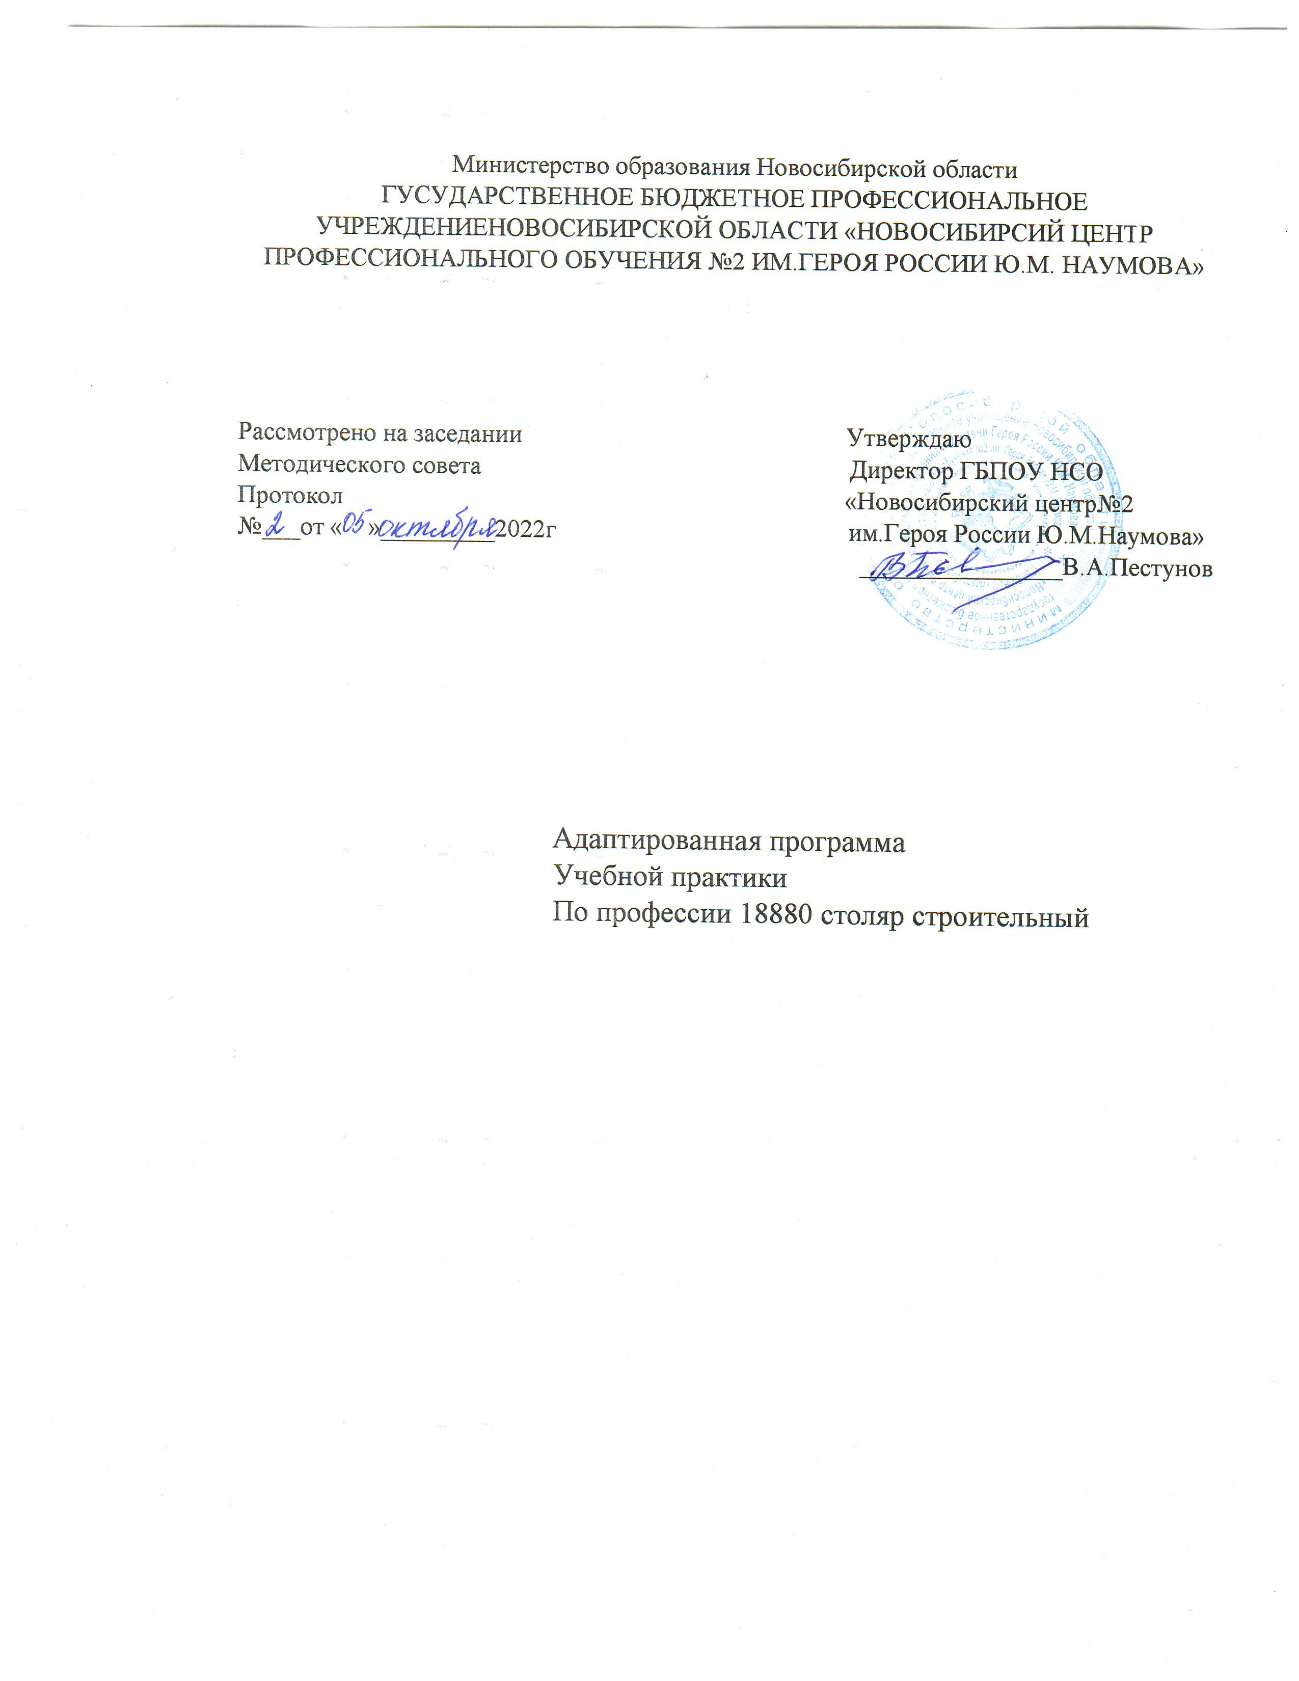 Министерство образования Новосибирской области
ГУСУДАРСТВЕННОЕ БЮДЖЕТНОЕ ПРОФЕССИОНАЛЬНОЕ
УЧРЕЖДЕНИЕНОВОСИБИРСКОЙ ОБЛАСТИ «НОВОСИБИРСИЙ ЦЕНТР
ПРОФЕССИОНАЛЬНОГО ОБУЧЕНИЯ №2 ИМ.ГЕРОЯ РОССИИ Ю.М. НАУМОВА»
Рассмотрено на заседании
Методического совета
Протокол
№ 2 от «05» октября 2022г
Утверждаю
Директор ГБПОУ НСО
«Новосибирский центр№2
им.Героя России Ю.М.Наумова»
В.А.Пестунов
Адаптированная программа
Учебной практики
По профессии 18880 столяр строительный